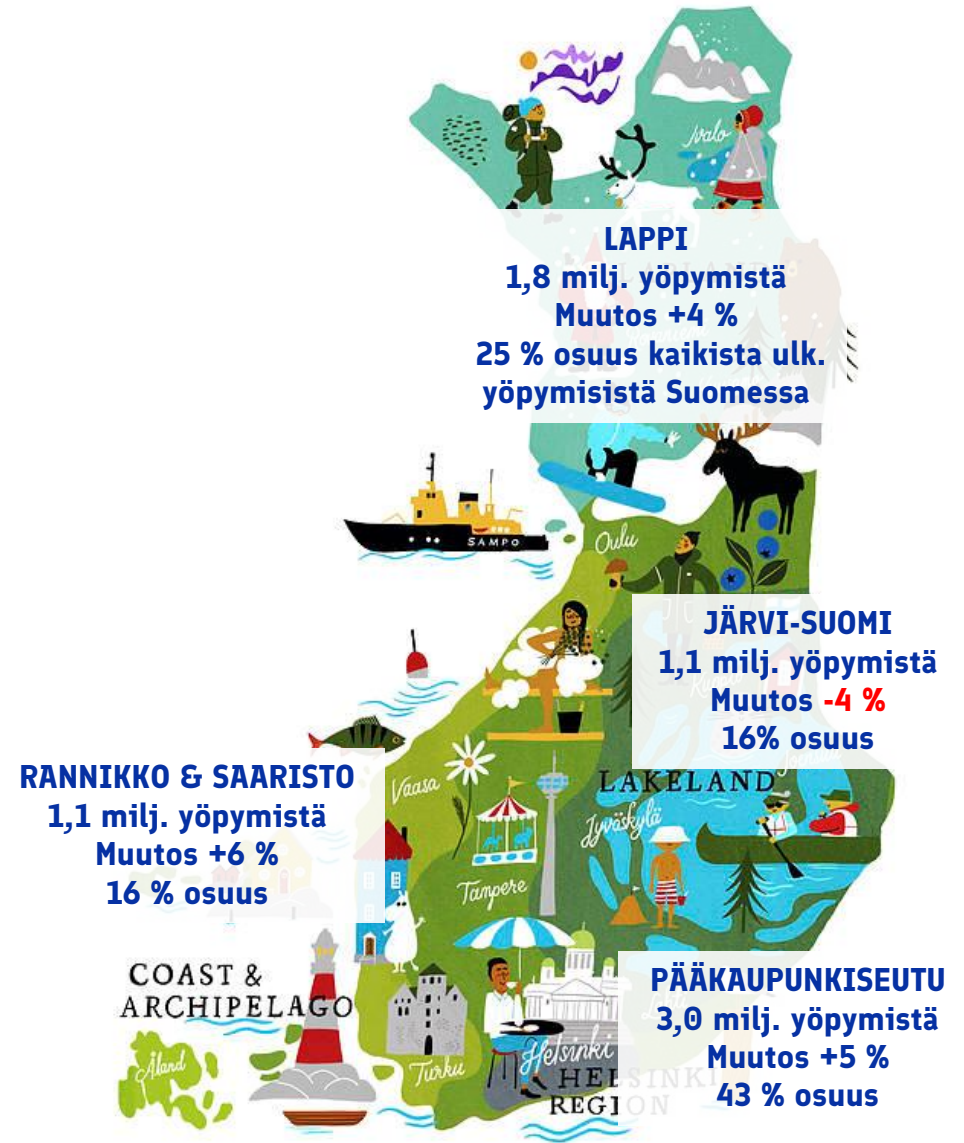 Ivalo
LAPPI
1,8 milj. yöpymistä
Muutos +4 %
25 % osuus kaikista ulk.
yöpymisistä Suomessa
SAMPO
Oulu
JÄRVI-SUOMI
1,1 milj. yöpymistä
Muutos -4 %
16% osuus
LAKELAND
Vaasa
Jyväskylä
RANNIKKO & SAARISTO
1,1 milj. yöpymistä
Muutos +6 %
16 % osuus
Tampere
COAST &
ARCHIPELAGO
Åland
Turku
Helsinki
HELSINKI
REGION
PÄÄKAUPUNKISEUTU
3,0 milj. yöpymistä
Muutos +5 %
43 % osuus